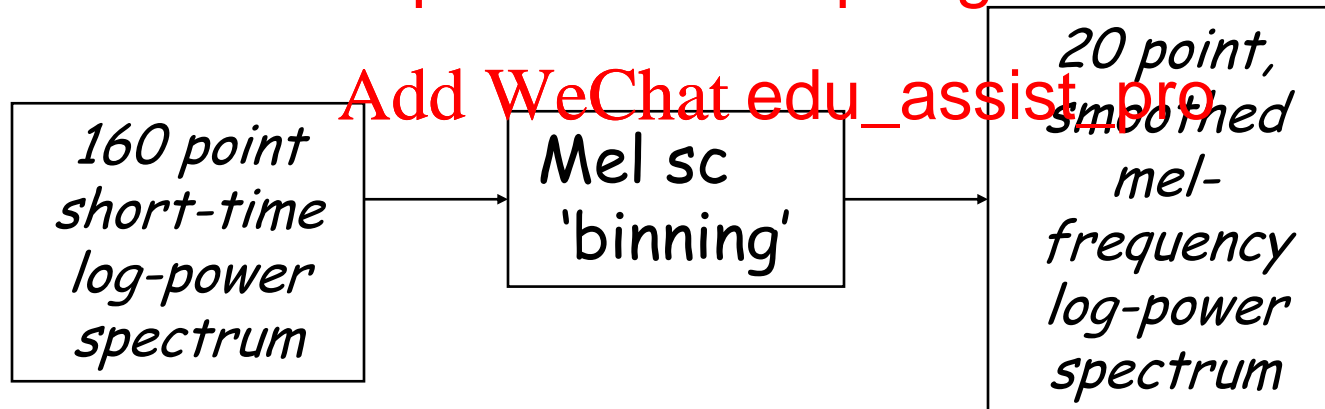 Add WeChat edu_assist_pro
160 point
short-time
log-power
spectrum
Mel sc
'binning'
20 point,
smoothed
mel-
frequency
log-power
spectrum